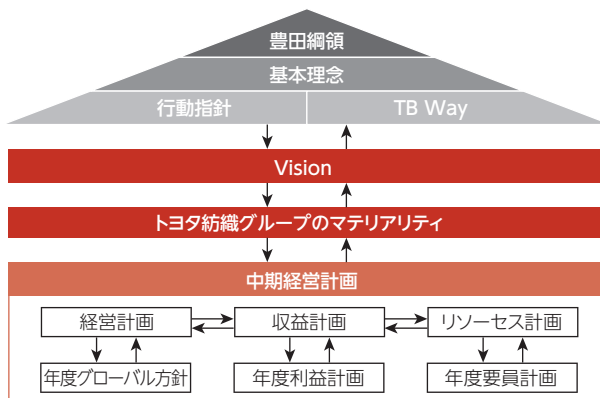 豊田綱領
基本理念
行動指針 TB Way
Vision
トヨタ紡織グループのマテリアリティ
中期経営計画
経営計画 収益計画 リソーセス計画
年度グローバル方針 年度利益計画 年度要員計画